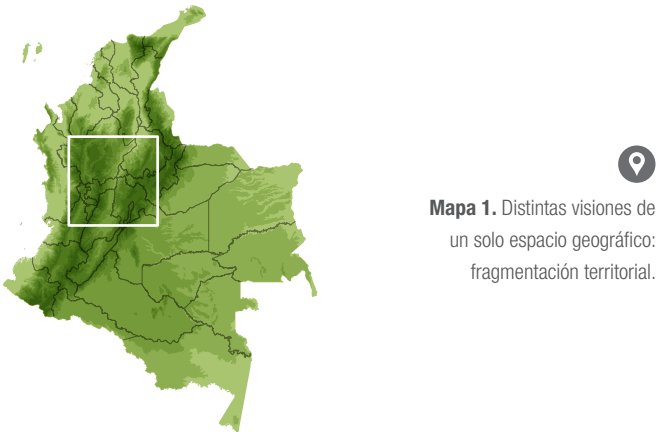 Mapa 1. Distintas visiones de
un solo espacio geográfico:
fragmentación territorial.